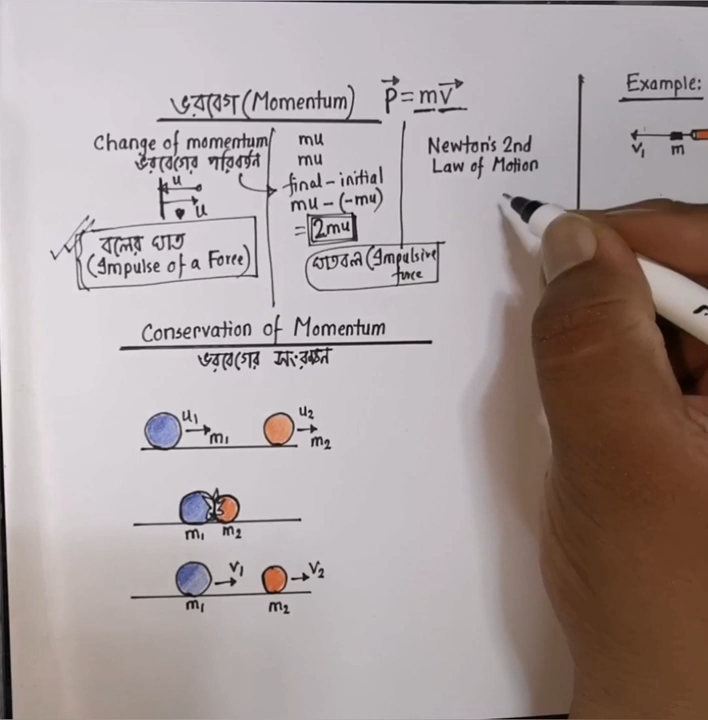 ভরবেগ (Momentum) P = mv
Change of momentum
ভরবেগের পরিবর্তন
u
u
বলের ঘাত
(Impulse of a Force)
mu
mu
final - initial
mu - (-mu)
= 2mu
ঘাতবল (Impulsive
force
Newton's 2nd
Law of Motion
Example:
v₁ m
Conservation of Momentum
ভরবেগের সংরক্ষন
u₁ m₁ u₂ m₂
m₁ m₂
v₁ v₂
m₁ m₂